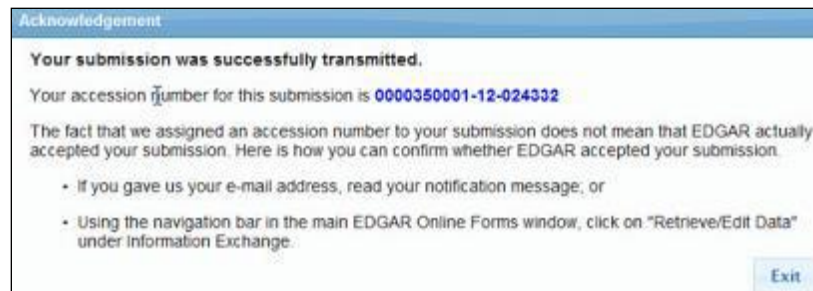 Acknowledgement
Your submission was successfully transmitted.
Your accession number for this submission is 0000350001-12-024332
The fact that we assigned an accession number to your submission does not mean that EDGAR actually
accepted your submission. Here is how you can confirm whether EDGAR accepted your submission.
• If you gave us your e-mail address, read your notification message; or
• Using the navigation bar in the main EDGAR Online Forms window, click on "Retrieve/Edit Data"
under Information Exchange.
Exit